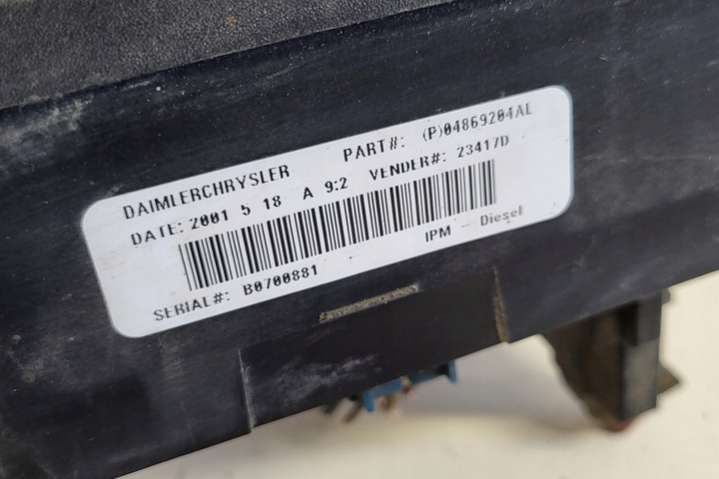 DAIMLERCHRYSLER PART#: (P)04869204AL
DATE: 2001 5 18 A 9:2 VENDER#: 23417D
SERIAL#: B0700881 IPM - Diesel